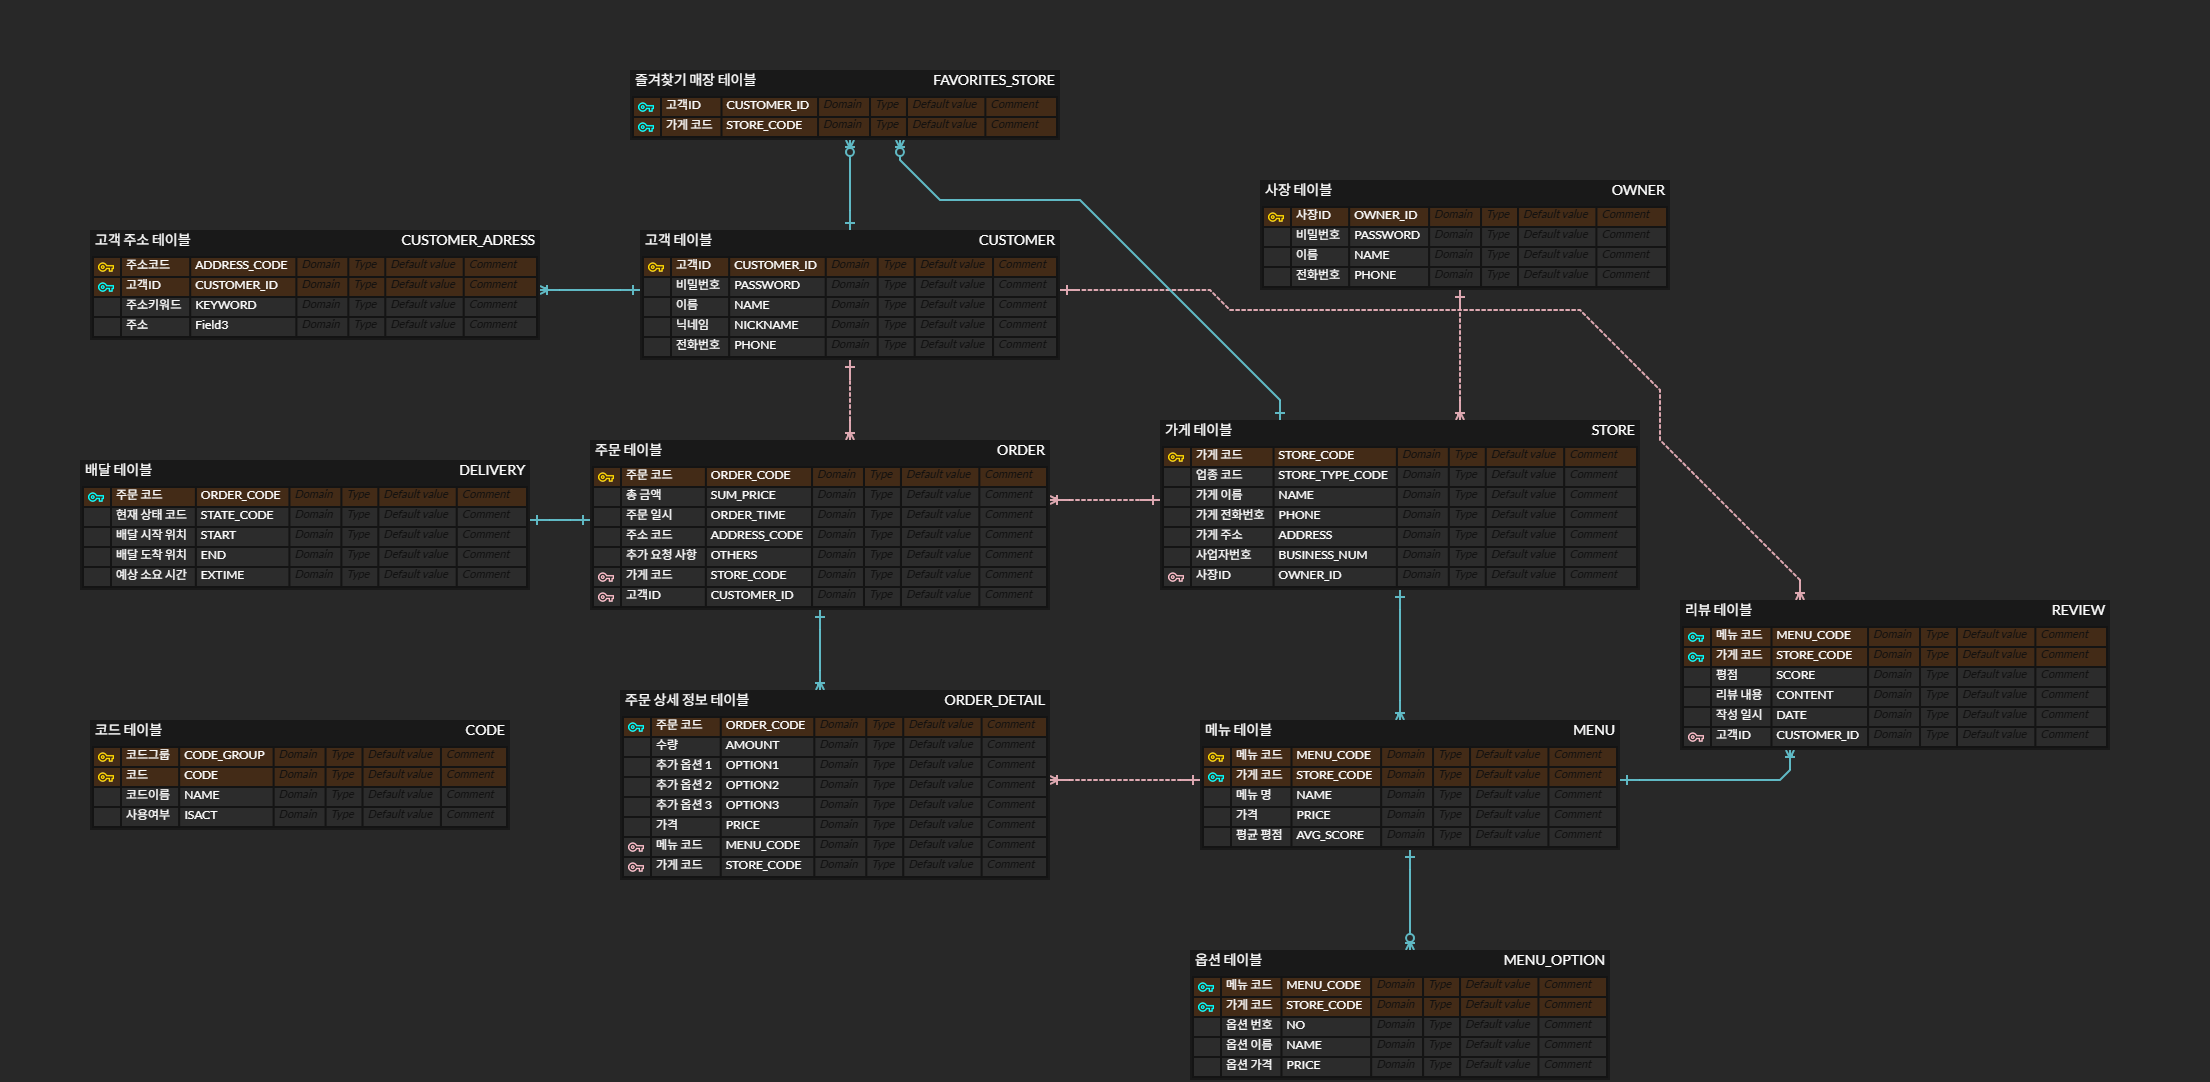 즐겨찾기 매장 테이블 FAVORITES_STORE
고객ID CUSTOMER_ID Domain Type Default value Comment
가게 코드 STORE_CODE Domain Type Default value Comment
사장 테이블 OWNER
사장ID OWNER_ID Domain Type Default value Comment
비밀번호 PASSWORD Domain Type Default value Comment
이름 NAME Domain Type Default value Comment
전화번호 PHONE Domain Type Default value Comment
고객 주소 테이블 CUSTOMER_ADRESS
주소코드 ADDRESS_CODE Domain Type Default value Comment
고객ID CUSTOMER_ID Domain Type Default value Comment
주소키워드 KEYWORD Domain Type Default value Comment
주소 Field3 Domain Type Default value Comment
고객 테이블 CUSTOMER
고객ID CUSTOMER_ID Domain Type Default value Comment
비밀번호 PASSWORD Domain Type Default value Comment
이름 NAME Domain Type Default value Comment
닉네임 NICKNAME Domain Type Default value Comment
전화번호 PHONE Domain Type Default value Comment
배달 테이블 DELIVERY
주문 코드 ORDER_CODE Domain Type Default value Comment
현재 상태 코드 STATE_CODE Domain Type Default value Comment
배달 시작 위치 START Domain Type Default value Comment
배달 도착 위치 END Domain Type Default value Comment
예상 소요 시간 EXTIME Domain Type Default value Comment
주문 테이블 ORDER
주문 코드 ORDER_CODE Domain Type Default value Comment
총 금액 SUM_PRICE Domain Type Default value Comment
주문 일시 ORDER_TIME Domain Type Default value Comment
주소 코드 ADDRESS_CODE Domain Type Default value Comment
추가 요청 사항 OTHERS Domain Type Default value Comment
가게 코드 STORE_CODE Domain Type Default value Comment
고객ID CUSTOMER_ID Domain Type Default value Comment
가게 테이블 STORE
가게 코드 STORE_CODE Domain Type Default value Comment
업종 코드 STORE_TYPE_CODE Domain Type Default value Comment
가게 이름 NAME Domain Type Default value Comment
가게 전화번호 PHONE Domain Type Default value Comment
가게 주소 ADDRESS Domain Type Default value Comment
사업자번호 BUSINESS_NUM Domain Type Default value Comment
사장ID OWNER_ID Domain Type Default value Comment
리뷰 테이블 REVIEW
메뉴 코드 MENU_CODE Domain Type Default value Comment
가게 코드 STORE_CODE Domain Type Default value Comment
평점 SCORE Domain Type Default value Comment
리뷰 내용 CONTENT Domain Type Default value Comment
작성 일시 DATE Domain Type Default value Comment
고객ID CUSTOMER_ID Domain Type Default value Comment
코드 테이블 CODE
코드그룹 CODE_GROUP Domain Type Default value Comment
코드 CODE Domain Type Default value Comment
코드이름 NAME Domain Type Default value Comment
사용여부 ISACT Domain Type Default value Comment
주문 상세 정보 테이블 ORDER_DETAIL
주문 코드 ORDER_CODE Domain Type Default value Comment
수량 AMOUNT Domain Type Default value Comment
추가 옵션 1 OPTION1 Domain Type Default value Comment
추가 옵션 2 OPTION2 Domain Type Default value Comment
추가 옵션 3 OPTION3 Domain Type Default value Comment
가격 PRICE Domain Type Default value Comment
메뉴 코드 MENU_CODE Domain Type Default value Comment
가게 코드 STORE_CODE Domain Type Default value Comment
메뉴 테이블 MENU
메뉴 코드 MENU_CODE Domain Type Default value Comment
가게 코드 STORE_CODE Domain Type Default value Comment
메뉴 명 NAME Domain Type Default value Comment
가격 PRICE Domain Type Default value Comment
평균 평점 AVG_SCORE Domain Type Default value Comment
옵션 테이블 MENU_OPTION
메뉴 코드 MENU_CODE Domain Type Default value Comment
가게 코드 STORE_CODE Domain Type Default value Comment
옵션 번호 NO Domain Type Default value Comment
옵션 이름 NAME Domain Type Default value Comment
옵션 가격 PRICE Domain Type Default value Comment